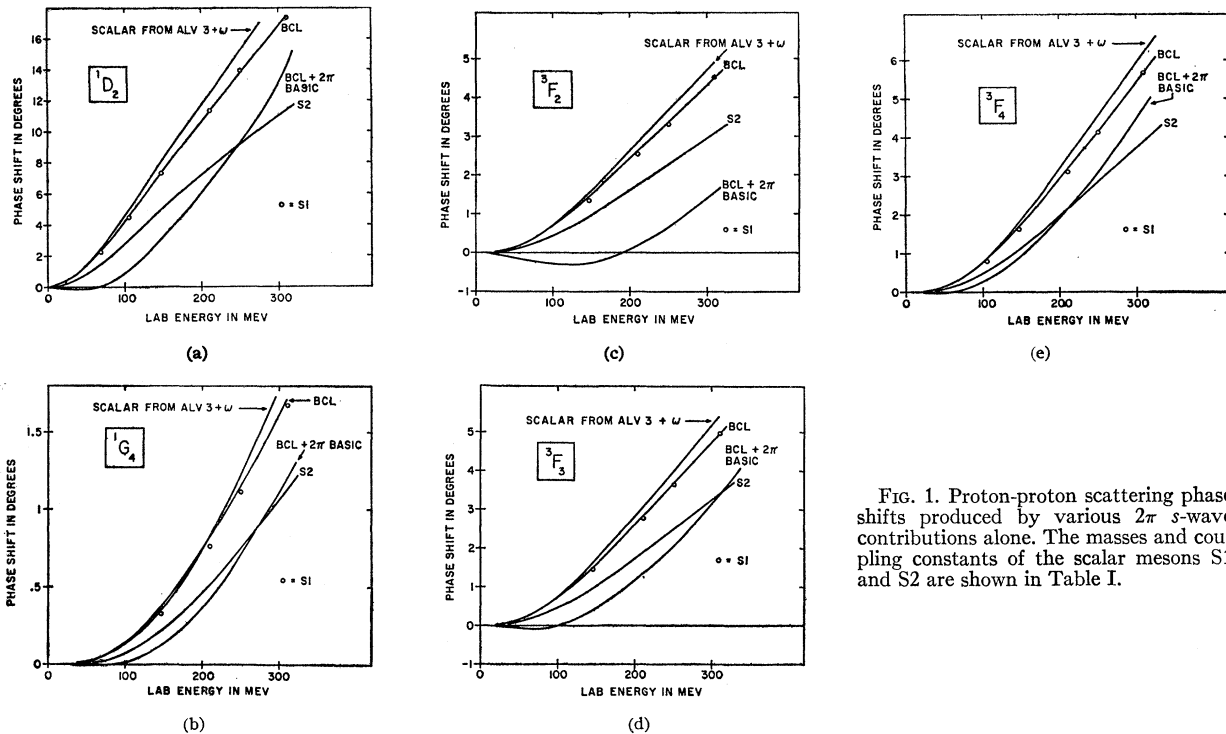 PHASE SHIFT IN DEGREES
16
14
12
10
8
6
4
2
0
SCALAR FROM ALV 3 + ω
BCL
¹D₂
BCL + 2π
BASIC
S2
o = S1
0
100
200
300
LAB ENERGY IN MEV
(a)
PHASE SHIFT IN DEGREES
5
4
3
2
1
0
-1
SCALAR FROM ALV 3 + ω
BCL
³F₂
S2
BCL + 2π
BASIC
o = S1
0
100
200
300
LAB ENERGY IN MEV
(c)
PHASE SHIFT IN DEGREES
6
5
4
3
2
1
0
SCALAR FROM ALV 3 + ω
BCL
BCL + 2π
BASIC
³F₄
S2
o = S1
0
100
200
300
LAB ENERGY IN MEV
(e)
PHASE SHIFT IN DEGREES
1.5
1
.5
0
SCALAR FROM ALV 3 + ω
BCL
¹G₄
BCL + 2π BASIC
S2
o = S1
0
100
200
300
LAB ENERGY IN MEV
(b)
PHASE SHIFT IN DEGREES
5
4
3
2
1
0
-1
SCALAR FROM ALV 3 + ω
BCL
³F₃
BCL + 2π
BASIC
S2
o = S1
0
100
200
300
LAB ENERGY IN MEV
(d)
FIG. 1. Proton-proton scattering phase
shifts produced by various 2π s-wave
contributions alone. The masses and cou-
pling constants of the scalar mesons S1
and S2 are shown in Table I.